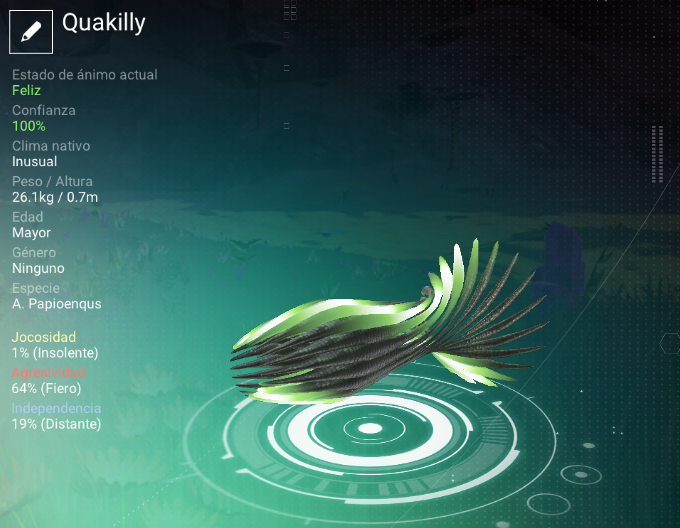 Quakilly
Estado de ánimo actual
Feliz
Confianza
100%
Clima nativo
Inusual
Peso / Altura
26.1kg / 0.7m
Edad
Mayor
Género
Ninguno
Especie
A. Papioenqus
Jocosidad
1% (Insolente)
Agresividad
64% (Fiero)
Independencia
19% (Distante)